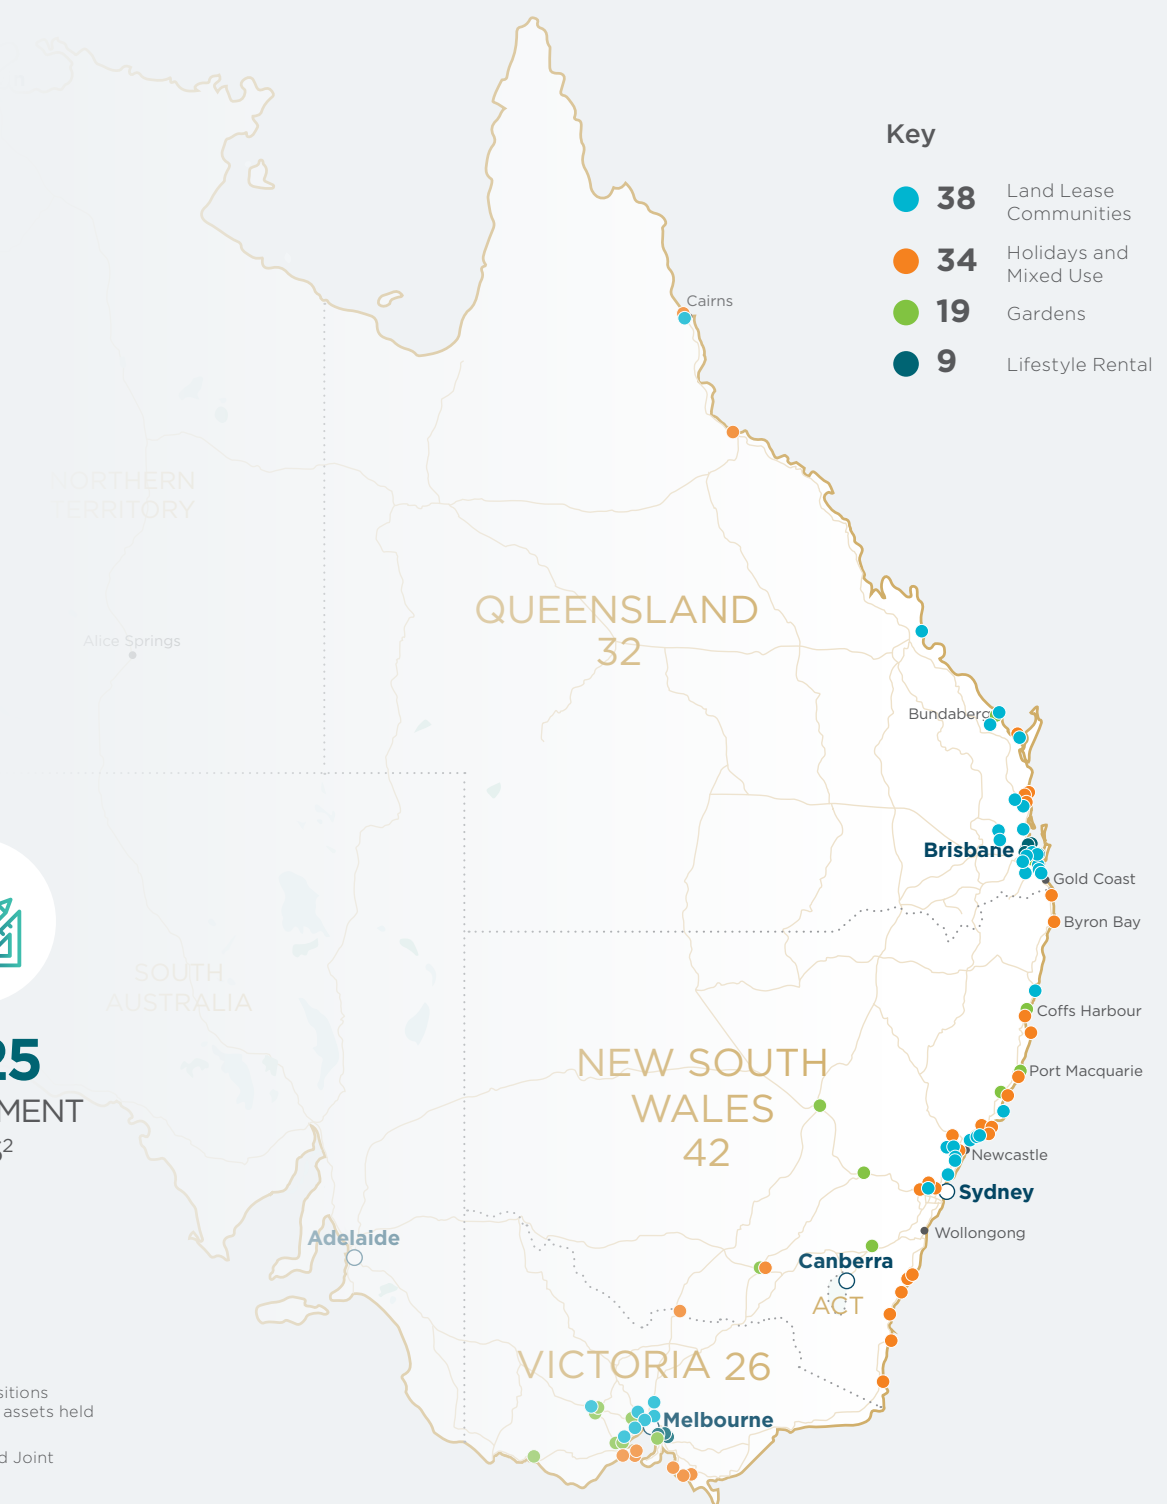 Key
38 Land Lease
Communities
34 Holidays and
Mixed Use
19 Gardens
9 Lifestyle Rental
Cairns
NORTHERN
TERRITORY
QUEENSLAND
32
Alice Springs
Bundaberg
Brisbane
Gold Coast
Byron Bay
SOUTH
AUSTRALIA
Coffs Harbour
25
MENT
2
NEW SOUTH
WALES
42
Port Macquarie
Newcastle
Sydney
Wollongong
Adelaide
Canberra
ACT
VICTORIA 26
sitions
assets held
Melbourne
d Joint